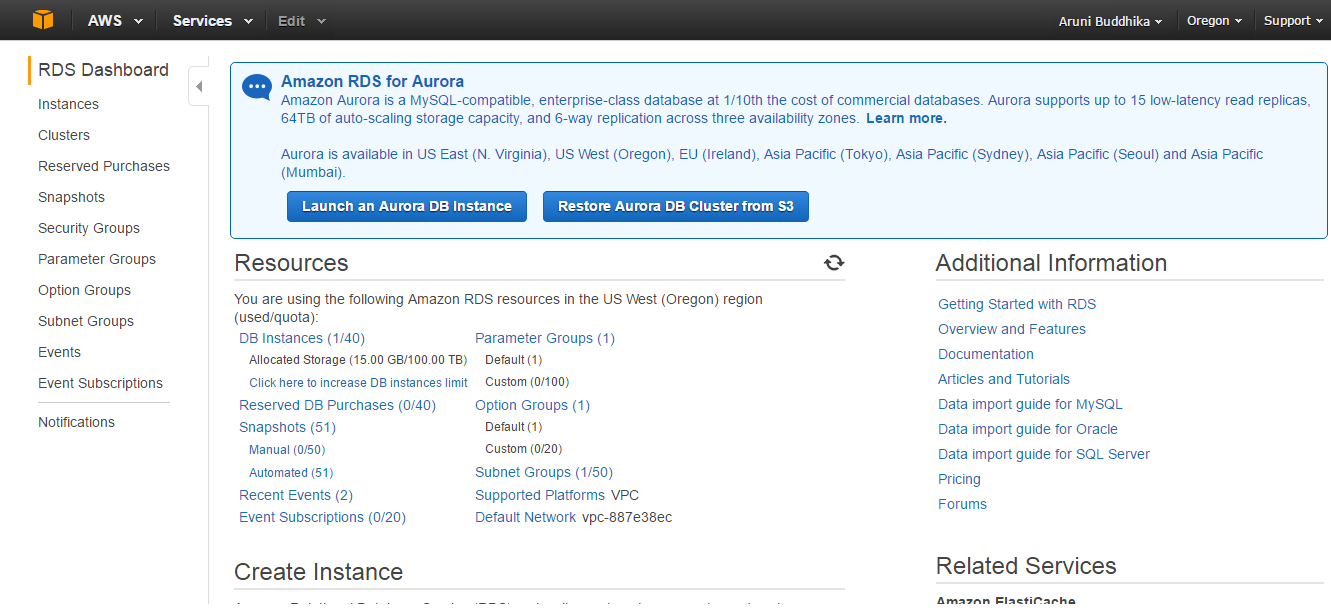 AWS Services Edit Aruni Buddhika Oregon Support
RDS Dashboard
Instances
Clusters
Reserved Purchases
Snapshots
Security Groups
Parameter Groups
Option Groups
Subnet Groups
Events
Event Subscriptions
Notifications
Amazon RDS for Aurora
Amazon Aurora is a MySQL-compatible, enterprise-class database at 1/10th the cost of commercial databases. Aurora supports up to 15 low-latency read replicas,
64TB of auto-scaling storage capacity, and 6-way replication across three availability zones. Learn more.
Aurora is available in US East (N. Virginia), US West (Oregon), EU (Ireland), Asia Pacific (Tokyo), Asia Pacific (Sydney), Asia Pacific (Seoul) and Asia Pacific
(Mumbai).
Launch an Aurora DB Instance Restore Aurora DB Cluster from S3
Resources
You are using the following Amazon RDS resources in the US West (Oregon) region
(used/quota):
DB Instances (1/40)
Allocated Storage (15.00 GB/100.00 TB)
Click here to increase DB instances limit
Reserved DB Purchases (0/40)
Snapshots (51)
Manual (0/50)
Automated (51)
Recent Events (2)
Event Subscriptions (0/20)
Parameter Groups (1)
Default (1)
Custom (0/100)
Option Groups (1)
Default (1)
Custom (0/20)
Subnet Groups (1/50)
Supported Platforms VPC
Default Network vpc-887e38ec
Create Instance
Additional Information
Getting Started with RDS
Overview and Features
Documentation
Articles and Tutorials
Data import guide for MySQL
Data import guide for Oracle
Data import guide for SQL Server
Pricing
Forums
Related Services
Amazon ElastiCache